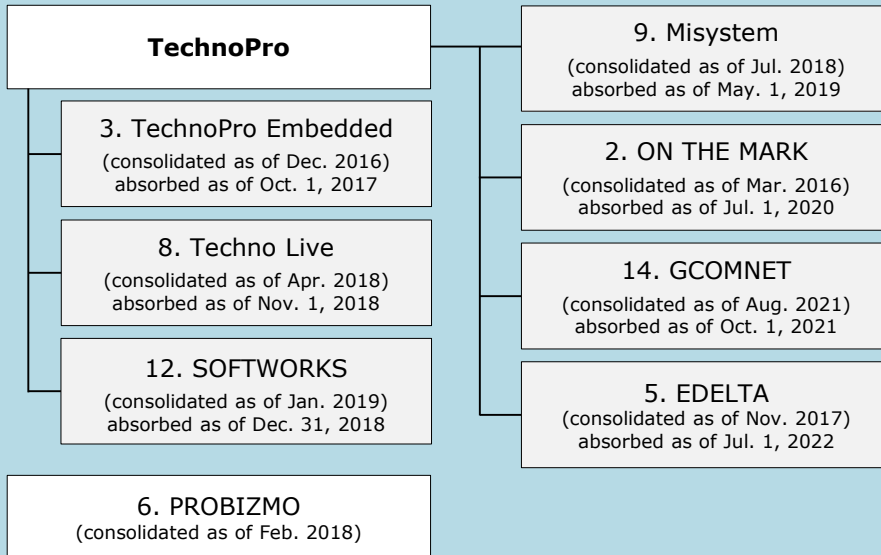 TechnoPro
3. TechnoPro Embedded
(consolidated as of Dec. 2016)
absorbed as of Oct. 1, 2017
8. Techno Live
(consolidated as of Apr. 2018)
absorbed as of Nov. 1, 2018
12. SOFTWORKS
(consolidated as of Jan. 2019)
absorbed as of Dec. 31, 2018
9. Misystem
(consolidated as of Jul. 2018)
absorbed as of May. 1, 2019
2. ON THE MARK
(consolidated as of Mar. 2016)
absorbed as of Jul. 1, 2020
14. GCOMNET
(consolidated as of Aug. 2021)
absorbed as of Oct. 1, 2021
5. EDELTA
(consolidated as of Nov. 2017)
absorbed as of Jul. 1, 2022
6. PROBIZMO
(consolidated as of Feb. 2018)